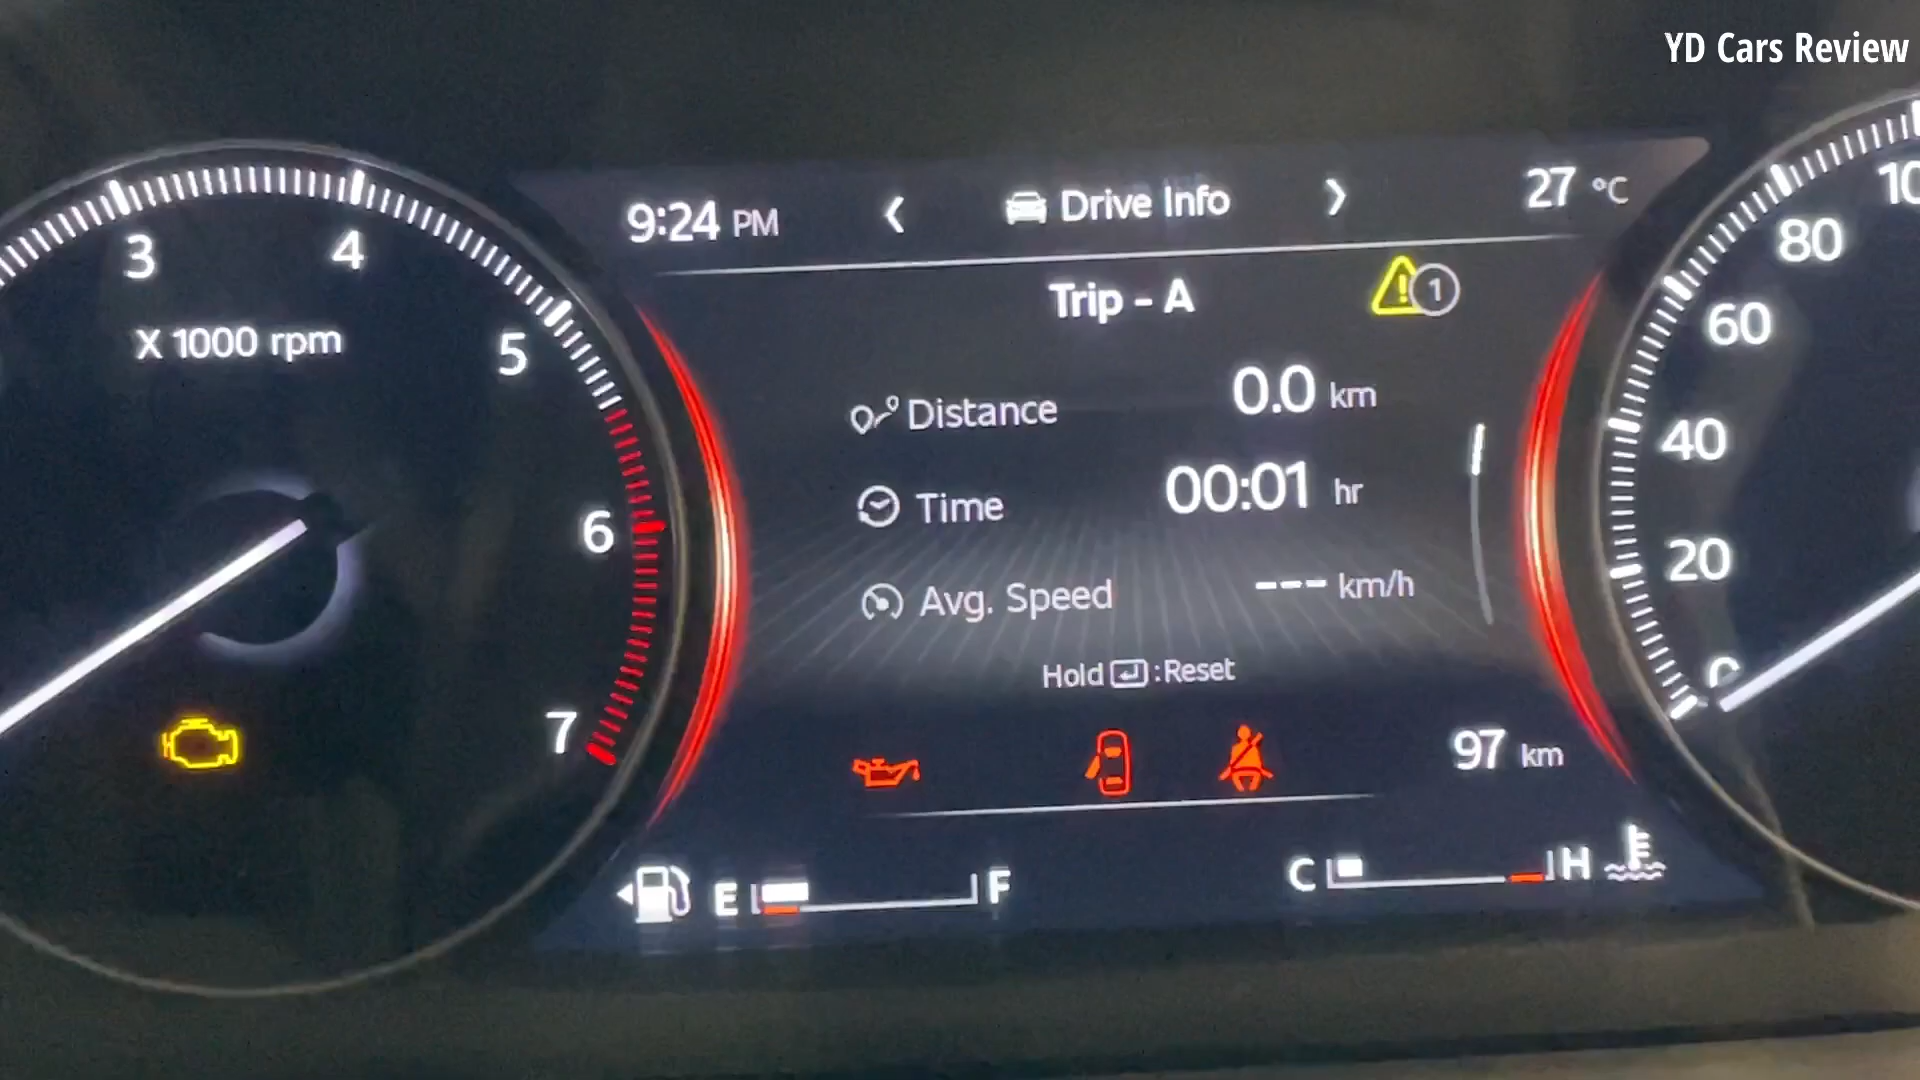 YD Cars Review
9:24 PM
Drive Info
27 °C
Trip - A
1
Distance 0.0 km
Time 00:01 hr
Avg. Speed --- km/h
Hold :Reset
97 km
E F
C H
3
4
5
6
7
X 1000 rpm
0
20
40
60
80
10